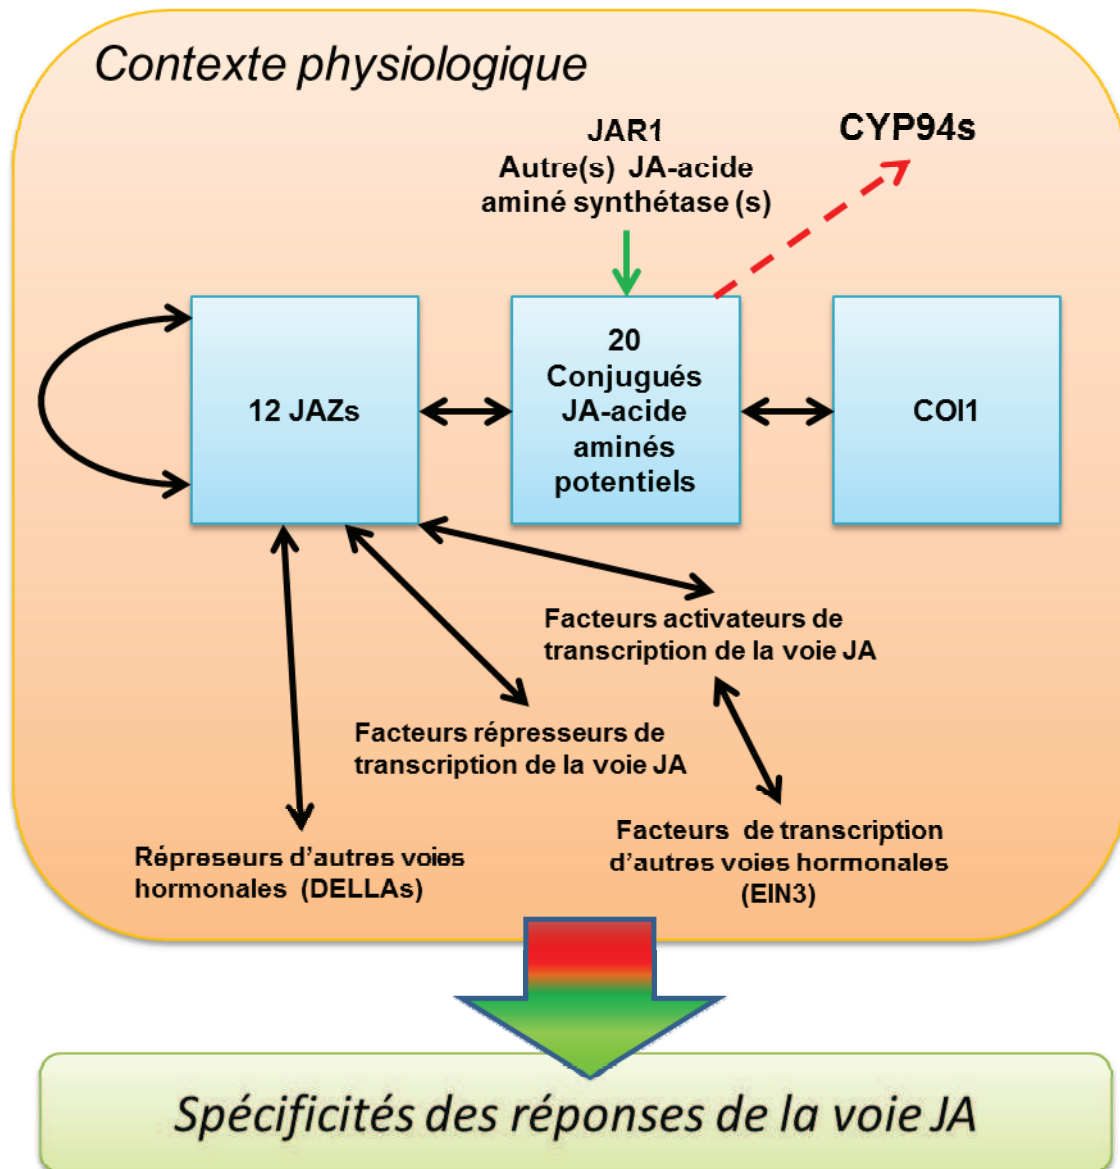 Contexte physiologique
JAR1
Autre(s) JA-acide
aminé synthétase (s)
CYP94s
12 JAZs
20
Conjugués
JA-acide
aminés
potentiels
COI1
Facteurs activateurs de
transcription de la voie JA
Facteurs répresseurs de
transcription de la voie JA
Répreseurs d'autres voies
hormonales (DELLAs)
Facteurs de transcription
d'autres voies hormonales
(EIN3)
Spécificités des réponses de la voie JA